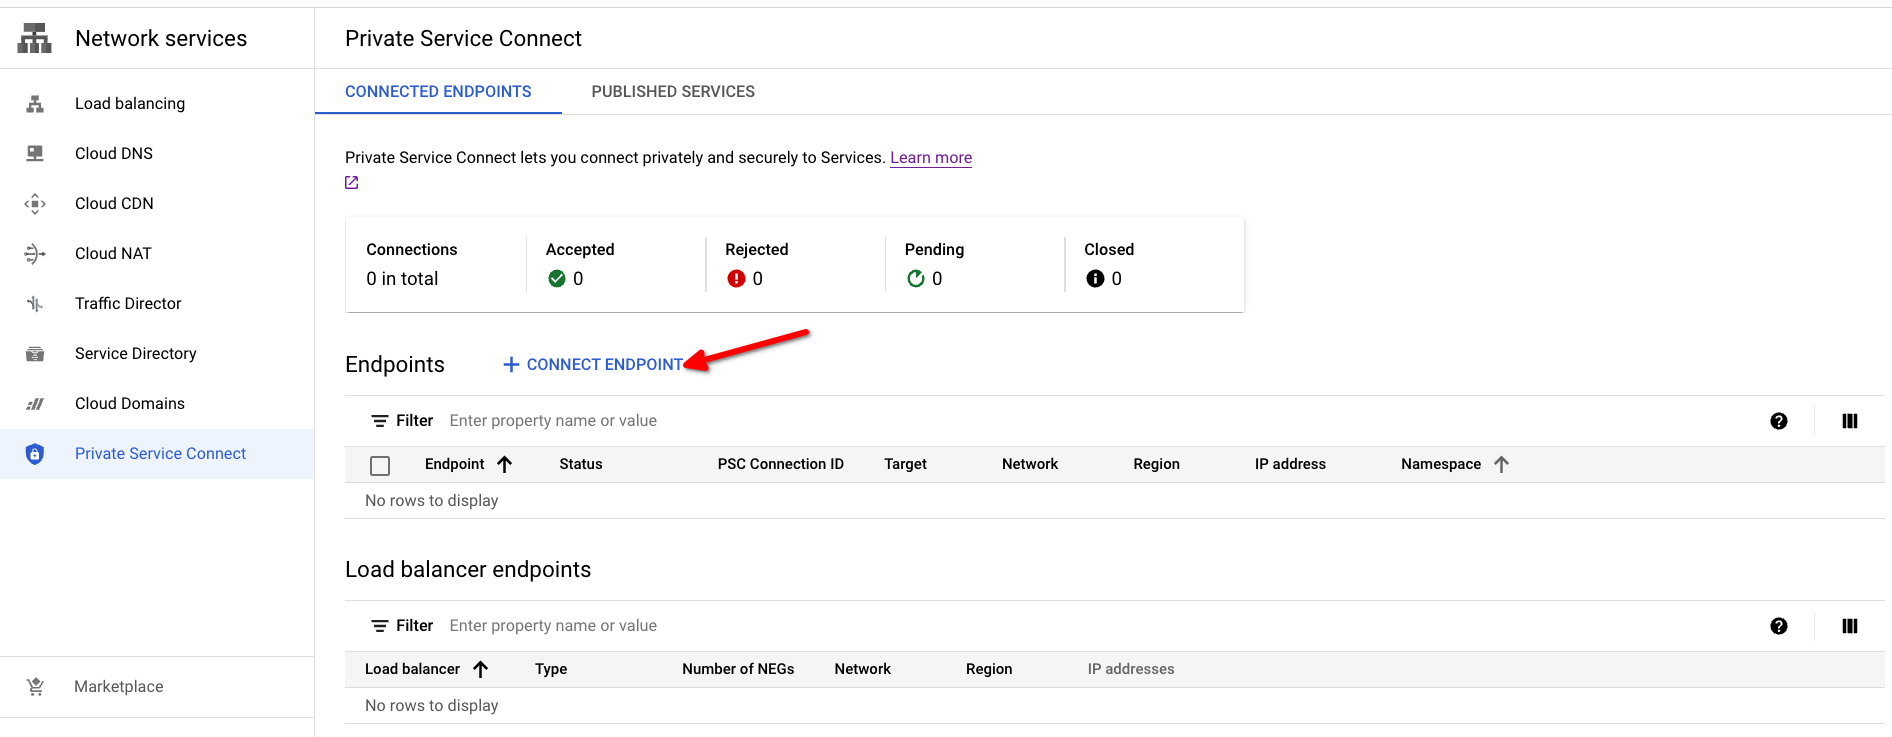 Network services
Private Service Connect
Load balancing
Cloud DNS
Cloud CDN
Cloud NAT
Traffic Director
Service Directory
Cloud Domains
Private Service Connect
Marketplace
CONNECTED ENDPOINTS PUBLISHED SERVICES
Private Service Connect lets you connect privately and securely to Services. Learn more
Connections Accepted Rejected Pending Closed
0 in total 0 0 0 0
Endpoints + CONNECT ENDPOINT
Filter Enter property name or value
Endpoint Status PSC Connection ID Target Network Region IP address Namespace
No rows to display
Load balancer endpoints
Filter Enter property name or value
Load balancer Type Number of NEGs Network Region IP addresses
No rows to display